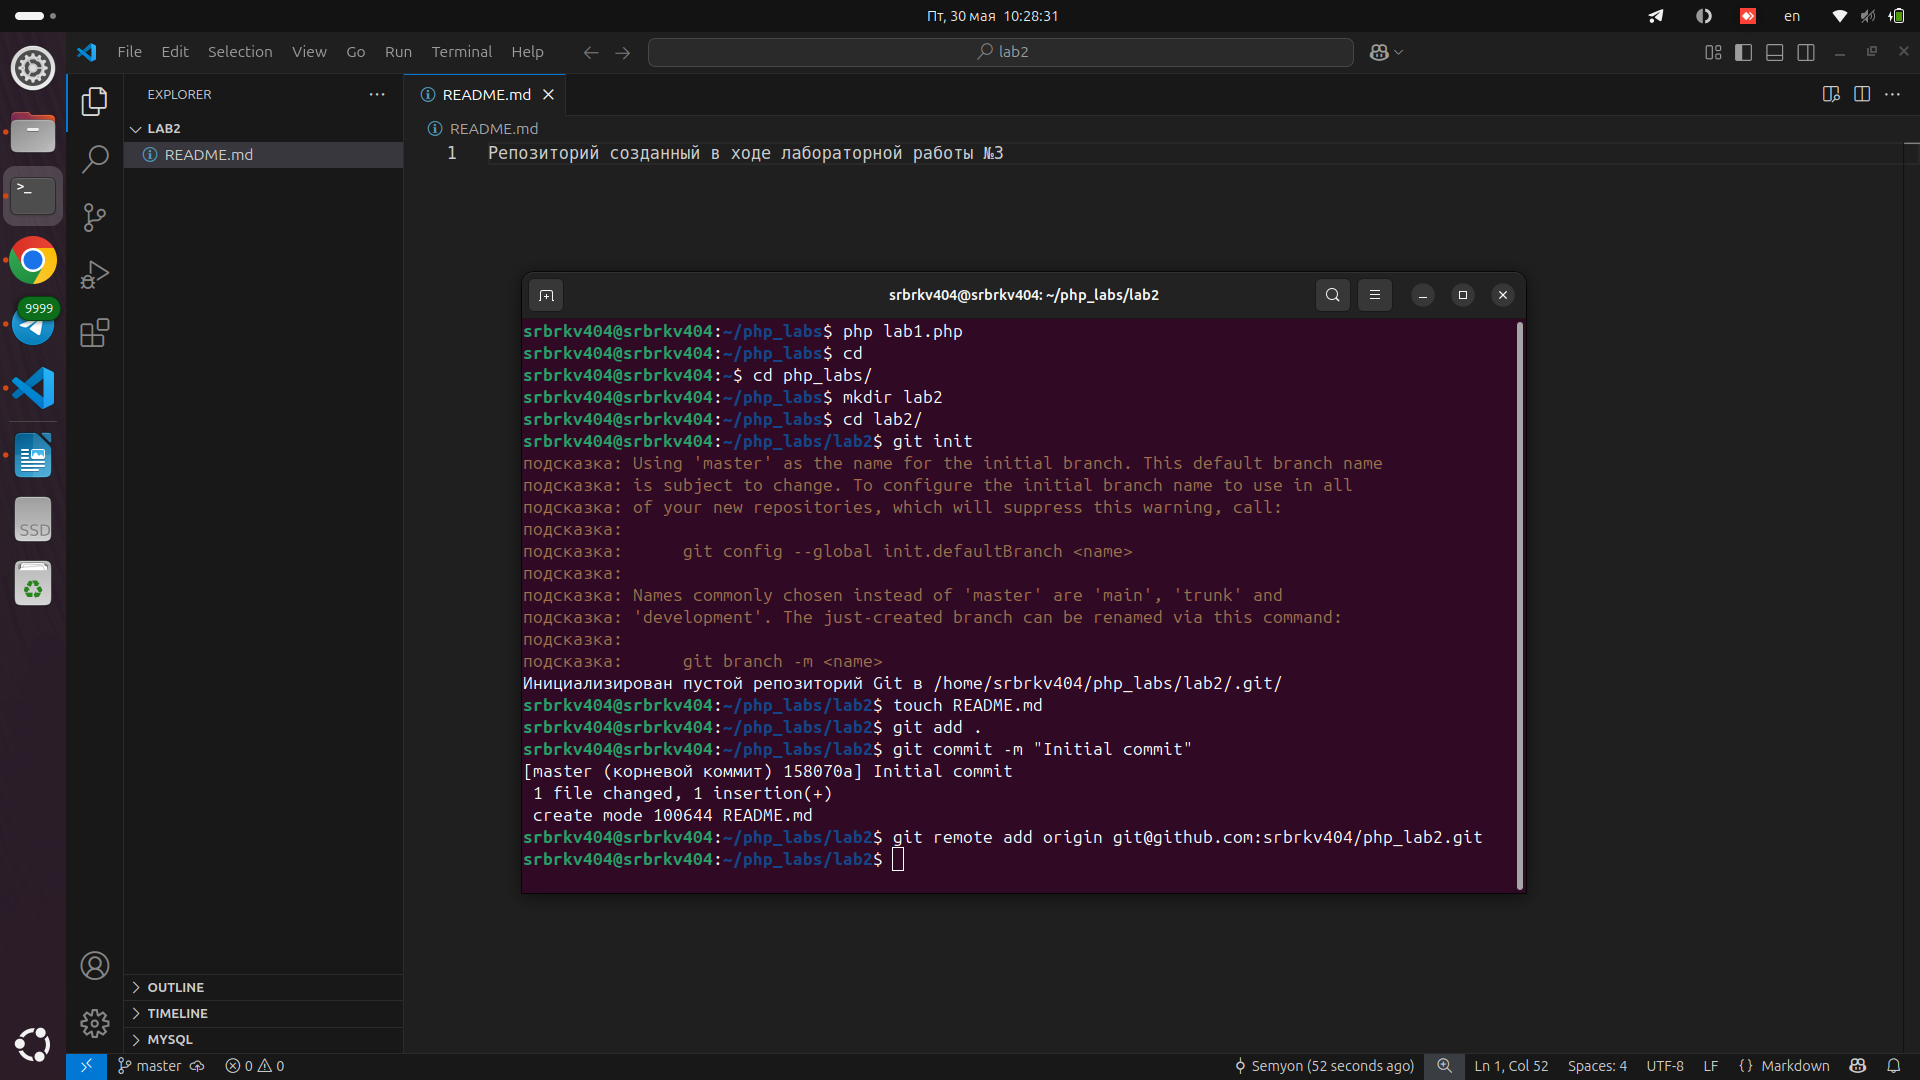 Пт, 30 мая 10:28:31
en
File Edit Selection View Go Run Terminal Help
lab2
EXPLORER
README.md
LAB2
README.md
README.md
1 Репозиторий созданный в ходе лабораторной работы №3
9999
SSD
srbrkv404@srbrkv404: ~/php_labs/lab2
srbrkv404@srbrkv404:~/php_labs$ php lab1.php
srbrkv404@srbrkv404:~/php_labs$ cd
srbrkv404@srbrkv404:~$ cd php_labs/
srbrkv404@srbrkv404:~/php_labs$ mkdir lab2
srbrkv404@srbrkv404:~/php_labs$ cd lab2/
srbrkv404@srbrkv404:~/php_labs/lab2$ git init
подсказка: Using 'master' as the name for the initial branch. This default branch name
подсказка: is subject to change. To configure the initial branch name to use in all
подсказка: of your new repositories, which will suppress this warning, call:
подсказка:
подсказка:      git config --global init.defaultBranch <name>
подсказка:
подсказка: Names commonly chosen instead of 'master' are 'main', 'trunk' and
подсказка: 'development'. The just-created branch can be renamed via this command:
подсказка:
подсказка:      git branch -m <name>
Инициализирован пустой репозиторий Git в /home/srbrkv404/php_labs/lab2/.git/
srbrkv404@srbrkv404:~/php_labs/lab2$ touch README.md
srbrkv404@srbrkv404:~/php_labs/lab2$ git add .
srbrkv404@srbrkv404:~/php_labs/lab2$ git commit -m "Initial commit"
[master (корневой коммит) 158070a] Initial commit
 1 file changed, 1 insertion(+)
 create mode 100644 README.md
srbrkv404@srbrkv404:~/php_labs/lab2$ git remote add origin git@github.com:srbrkv404/php_lab2.git
srbrkv404@srbrkv404:~/php_labs/lab2$
OUTLINE
TIMELINE
MYSQL
master 0 0 Semyon (52 seconds ago) Ln 1, Col 52 Spaces: 4 UTF-8 LF {} Markdown